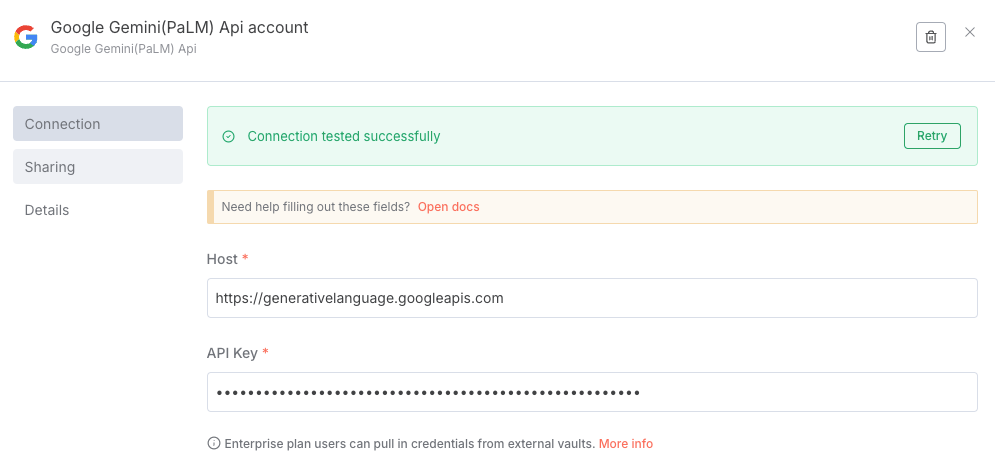 Google Gemini(PaLM) Api account
Google Gemini(PaLM) Api
Connection
Sharing
Details
Connection tested successfully
Retry
Need help filling out these fields? Open docs
Host *
https://generativelanguage.googleapis.com
API Key *
••••••••••••••••••••••••••••••••••••••••••••••••••••••
Enterprise plan users can pull in credentials from external vaults. More info